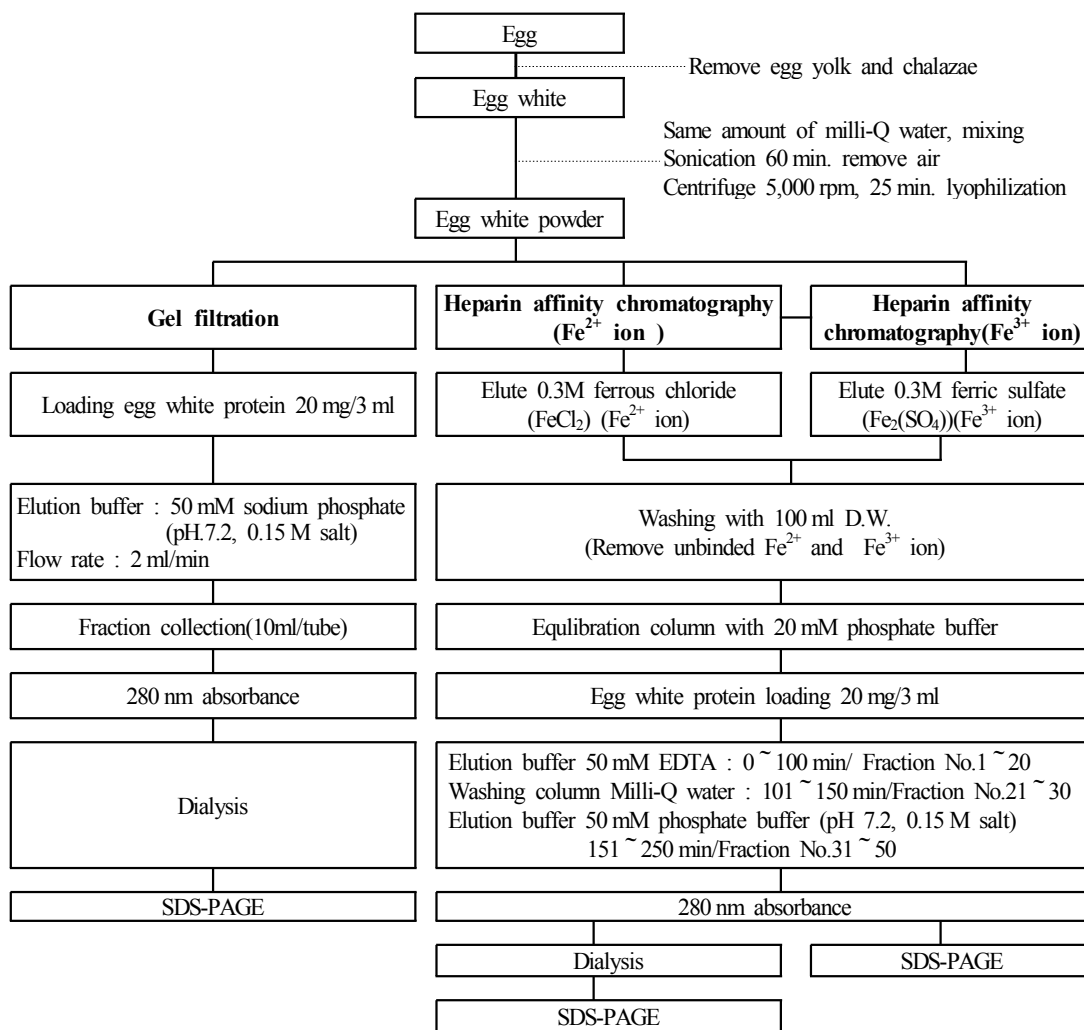 Egg
Remove egg yolk and chalazae
Egg white
Same amount of milli-Q water, mixing
Sonication 60 min. remove air
Centrifuge 5,000 rpm, 25 min. lyophilization
Egg white powder
Gel filtration
Heparin affinity chromatography
(Fe2+ ion )
Heparin affinity
chromatography(Fe3+ ion)
Loading egg white protein 20 mg/3 ml
Elute 0.3M ferrous chloride
(FeCl2) (Fe2+ ion)
Elute 0.3M ferric sulfate
(Fe2(SO4))(Fe3+ ion)
Elution buffer : 50 mM sodium phosphate
(pH.7.2, 0.15 M salt)
Flow rate : 2 ml/min
Washing with 100 ml D.W.
(Remove unbinded Fe2+ and Fe3+ ion)
Fraction collection(10ml/tube)
Equlibration column with 20 mM phosphate buffer
280 nm absorbance
Egg white protein loading 20 mg/3 ml
Dialysis
Elution buffer 50 mM EDTA : 0 ~ 100 min/ Fraction No.1 ~ 20
Washing column Milli-Q water : 101 ~ 150 min/Fraction No.21 ~ 30
Elution buffer 50 mM phosphate buffer (pH 7.2, 0.15 M salt)
151 ~ 250 min/Fraction No.31 ~ 50
SDS-PAGE
280 nm absorbance
Dialysis
SDS-PAGE
SDS-PAGE